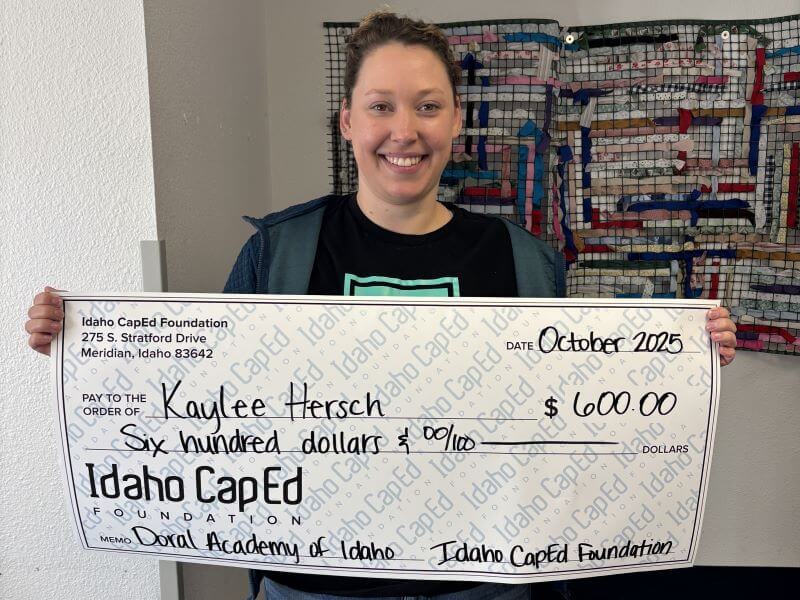 Idaho CapEd Foundation
275 S. Stratford Drive
Meridian, Idaho 83642
DATE October 2025
PAY TO THE
ORDER OF Kaylee Hersch $ 600.00
Six hundred dollars & 00/100 DOLLARS
Idaho CapEd
FOUNDATION
MEMO Doral Academy of Idaho Idaho CapEd Foundation